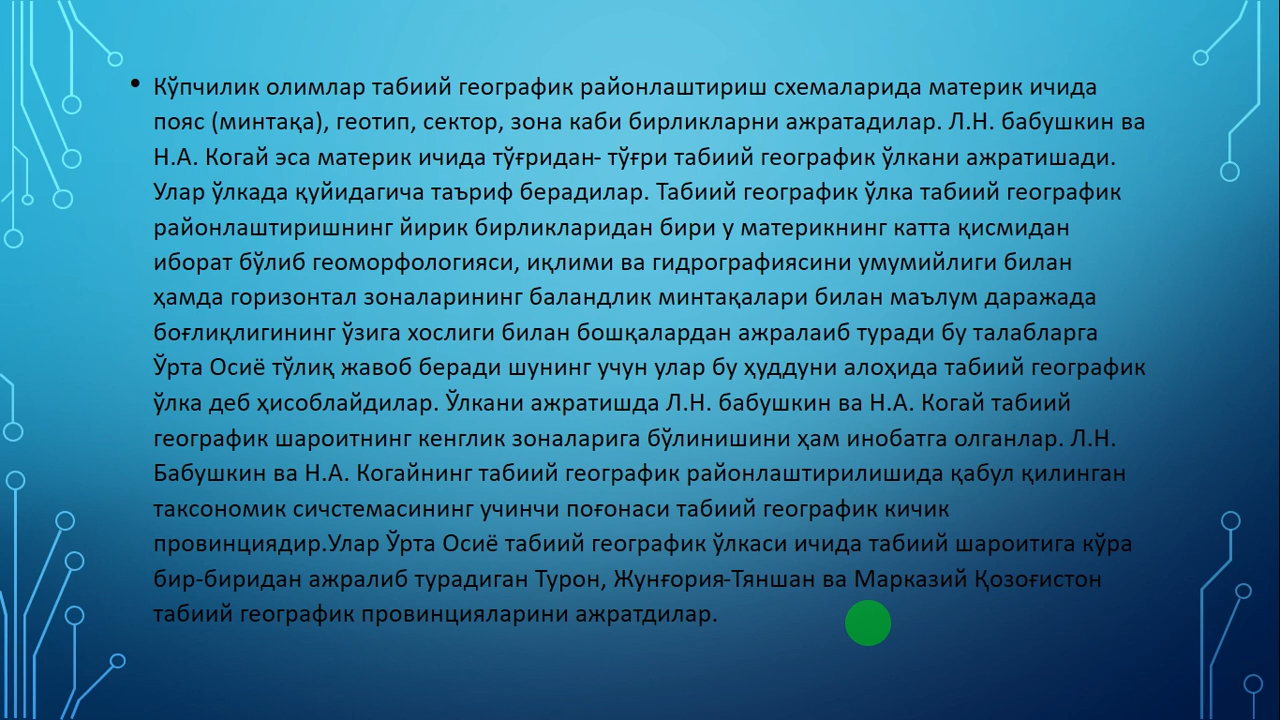 • Кўпчилик олимлар табиий географик районлаштириш схемаларида материк ичида
пояс (минтақа), геотип, сектор, зона каби бирликларни ажратадилар. Л.Н. бабушкин ва
Н.А. Когай эса материк ичида тўғридан- тўғри табиий географик ўлкани ажратишади.
Улар ўлкада қуйидагича таъриф берадилар. Табиий географик ўлка табиий географик
районлаштиришнинг йирик бирликларидан бири у материкнинг катта қисмидан
иборат бўлиб геоморфологияси, иқлими ва гидрографиясини умумийлиги билан
ҳамда горизонтал зоналарининг баландлик минтақалари билан маълум даражада
боғлиқлигининг ўзига хослиги билан бошқалардан ажралаиб туради бу талабларга
Ўрта Осиё тўлиқ жавоб беради шунинг учун улар бу ҳуддуни алоҳида табиий географик
ўлка деб ҳисоблайдилар. Ўлкани ажратишда Л.Н. бабушкин ва Н.А. Когай табиий
географик шароитнинг кенглик зоналарига бўлинишини ҳам инобатга олганлар. Л.Н.
Бабушкин ва Н.А. Когайнинг табиий географик районлаштирилишида қабул қилинган
таксономик сичстемасининг учинчи поғонаси табиий географик кичик
провинциядир.Улар Ўрта Осиё табиий географик ўлкаси ичида табиий шароитига кўра
бир-биридан ажралиб турадиган Турон, Жунғория-Тяншан ва Марказий Қозоғистон
табиий географик провинцияларини ажратдилар.